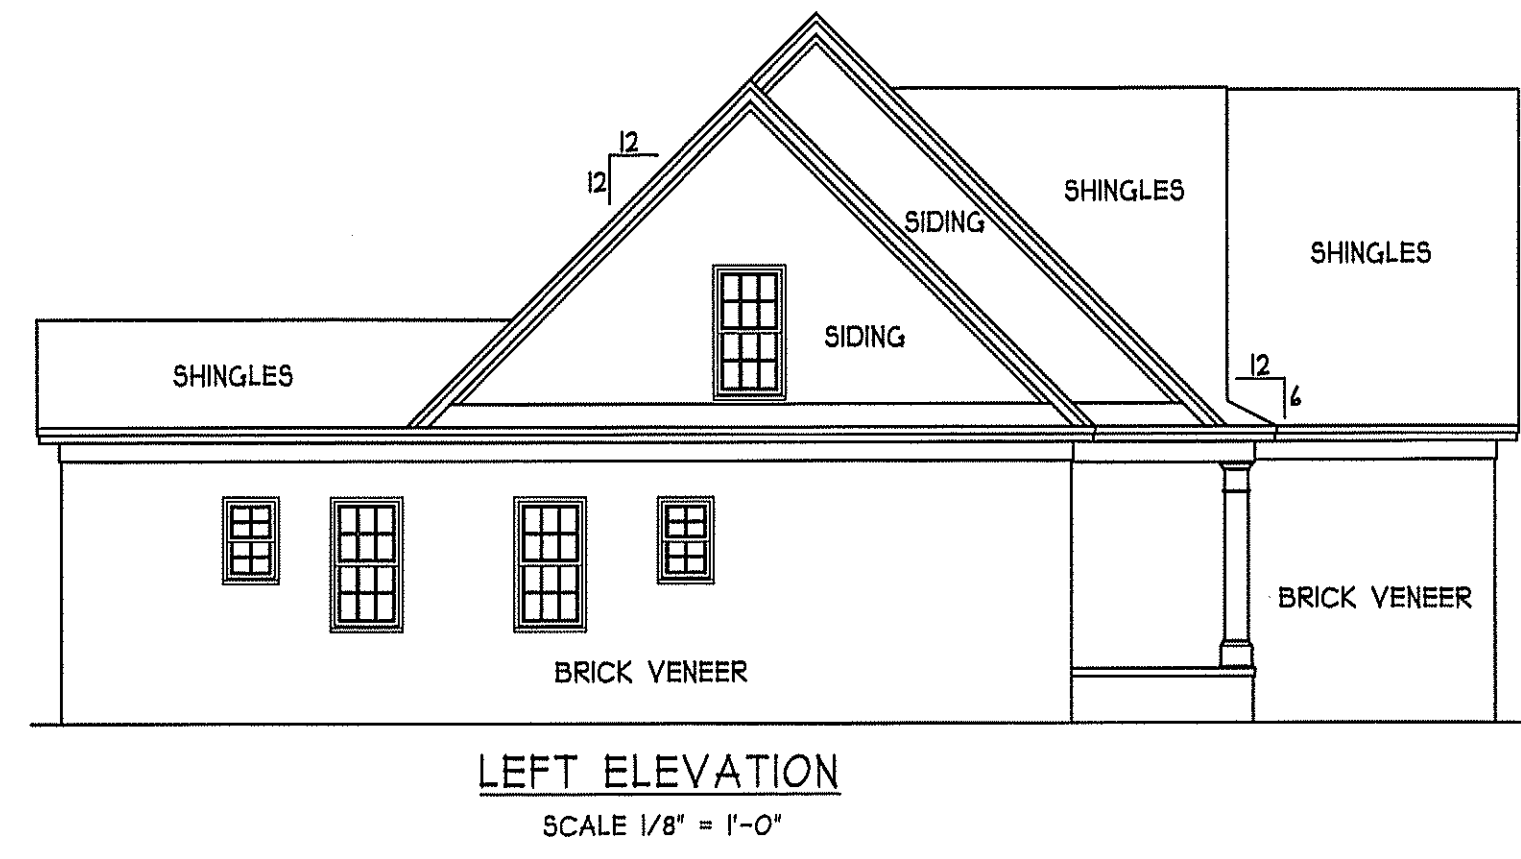 12
12
SHINGLES
SIDING
SHINGLES
SIDING
SHINGLES
12
6
BRICK VENEER
BRICK VENEER
LEFT ELEVATION
SCALE 1/8" = 1'-0"